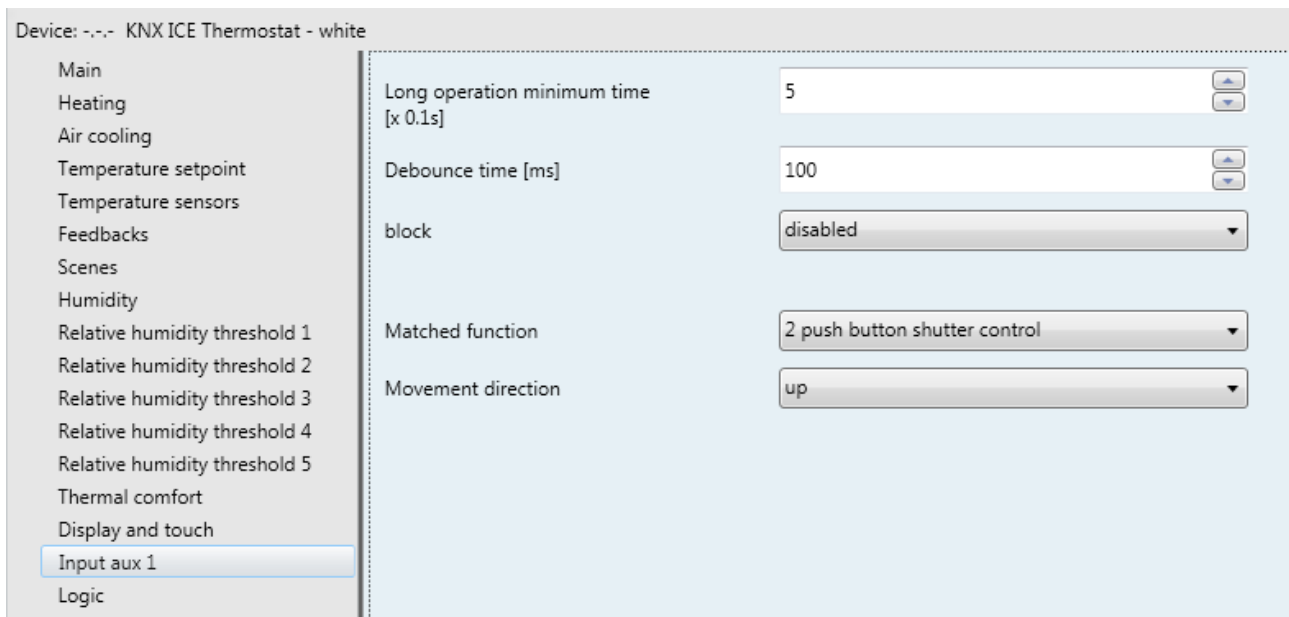 Device: -.-.- KNX ICE Thermostat - white
Main
Heating
Air cooling
Temperature setpoint
Temperature sensors
Feedbacks
Scenes
Humidity
Relative humidity threshold 1
Relative humidity threshold 2
Relative humidity threshold 3
Relative humidity threshold 4
Relative humidity threshold 5
Thermal comfort
Display and touch
Input aux 1
Logic
Long operation minimum time
[x 0.1s]
5
Debounce time [ms]
100
block
disabled
Matched function
2 push button shutter control
Movement direction
up